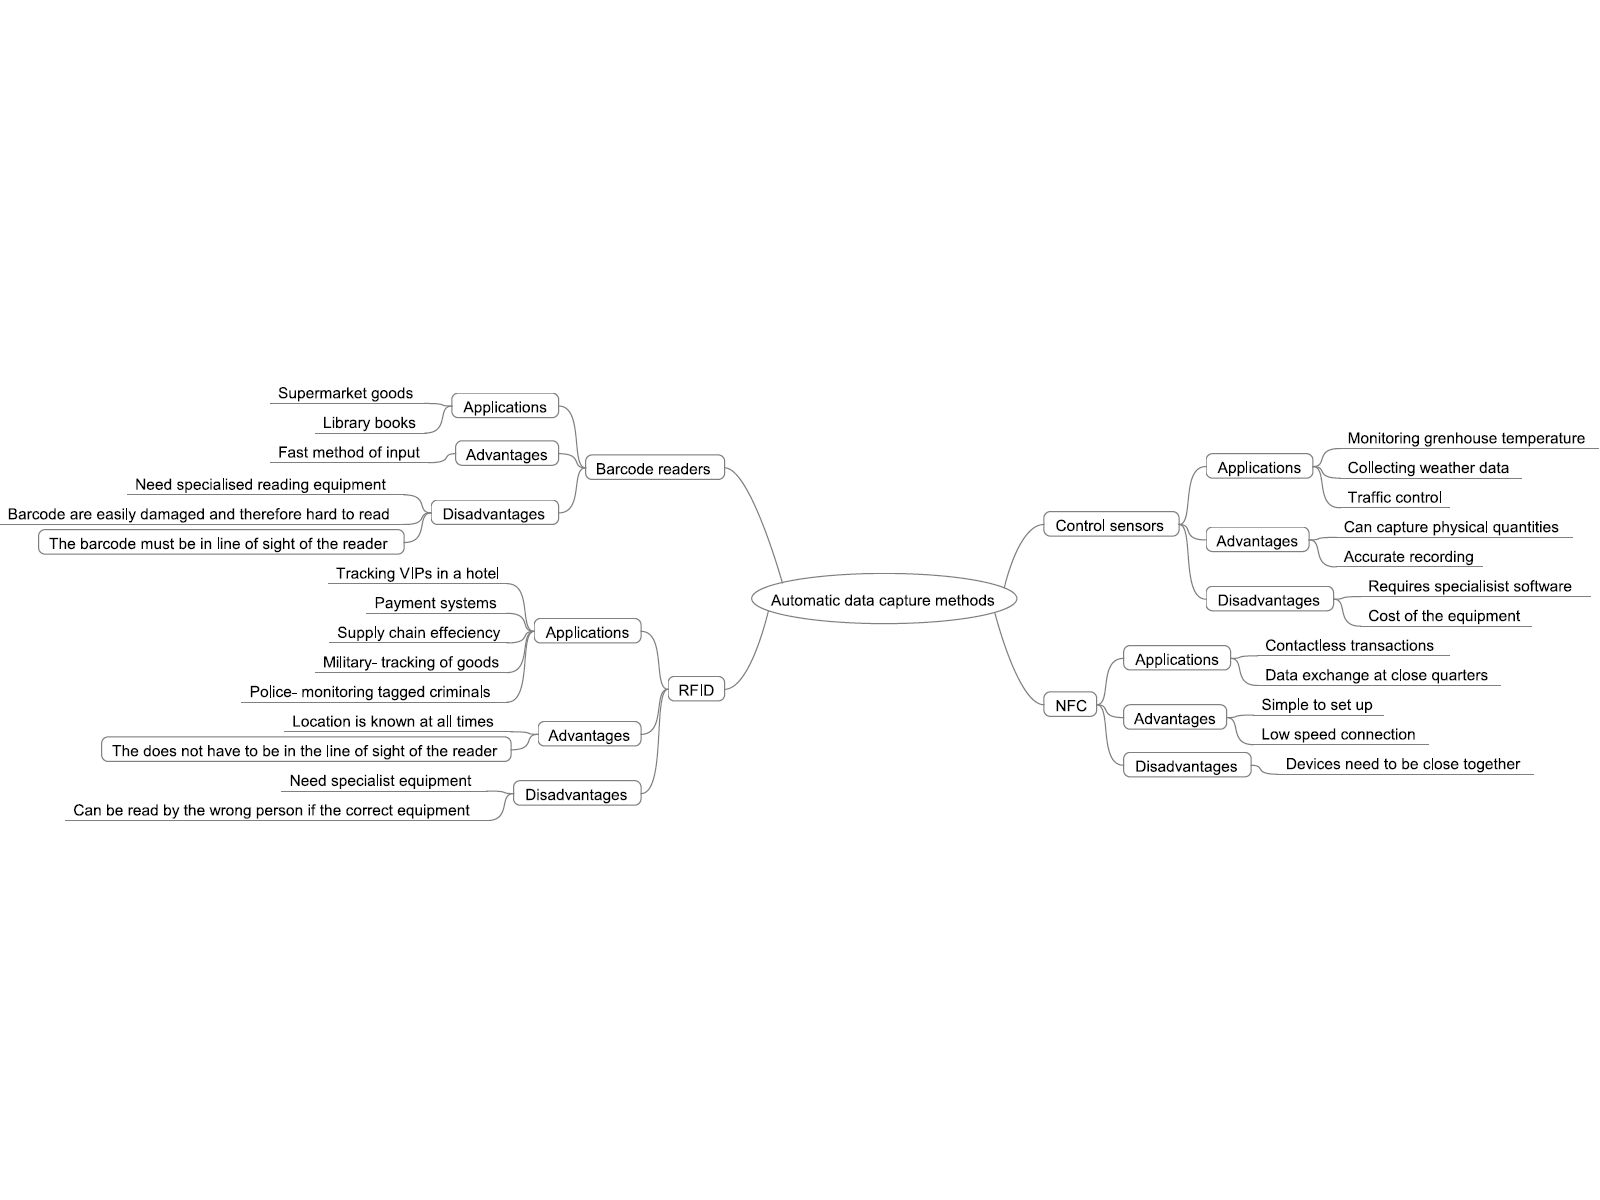 Automatic data capture methods
Barcode readers
Applications
Supermarket goods
Library books
Advantages
Fast method of input
Disadvantages
Need specialised reading equipment
Barcode are easily damaged and therefore hard to read
The barcode must be in line of sight of the reader
RFID
Applications
Tracking VIPs in a hotel
Payment systems
Supply chain effeciency
Military- tracking of goods
Police- monitoring tagged criminals
Advantages
Location is known at all times
The does not have to be in the line of sight of the reader
Disadvantages
Need specialist equipment
Can be read by the wrong person if the correct equipment
Control sensors
Applications
Monitoring grenhouse temperature
Collecting weather data
Traffic control
Advantages
Can capture physical quantities
Accurate recording
Disadvantages
Requires specialisist software
Cost of the equipment
NFC
Applications
Contactless transactions
Data exchange at close quarters
Advantages
Simple to set up
Low speed connection
Disadvantages
Devices need to be close together